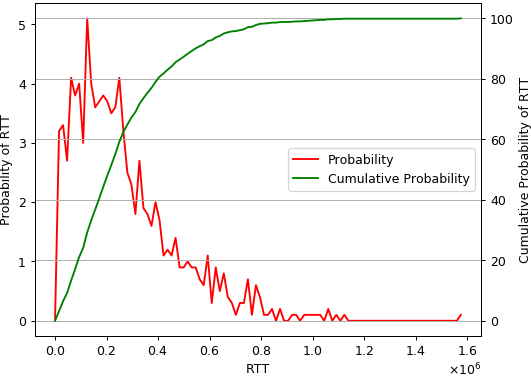 Probability of RTT
5
4
3
2
1
0
Probability
Cumulative Probability
100
80
60
40
20
0
Cumulative Probability of RTT
0.0 0.2 0.4 0.6 0.8 1.0 1.2 1.4 1.6
RTT
×10⁶